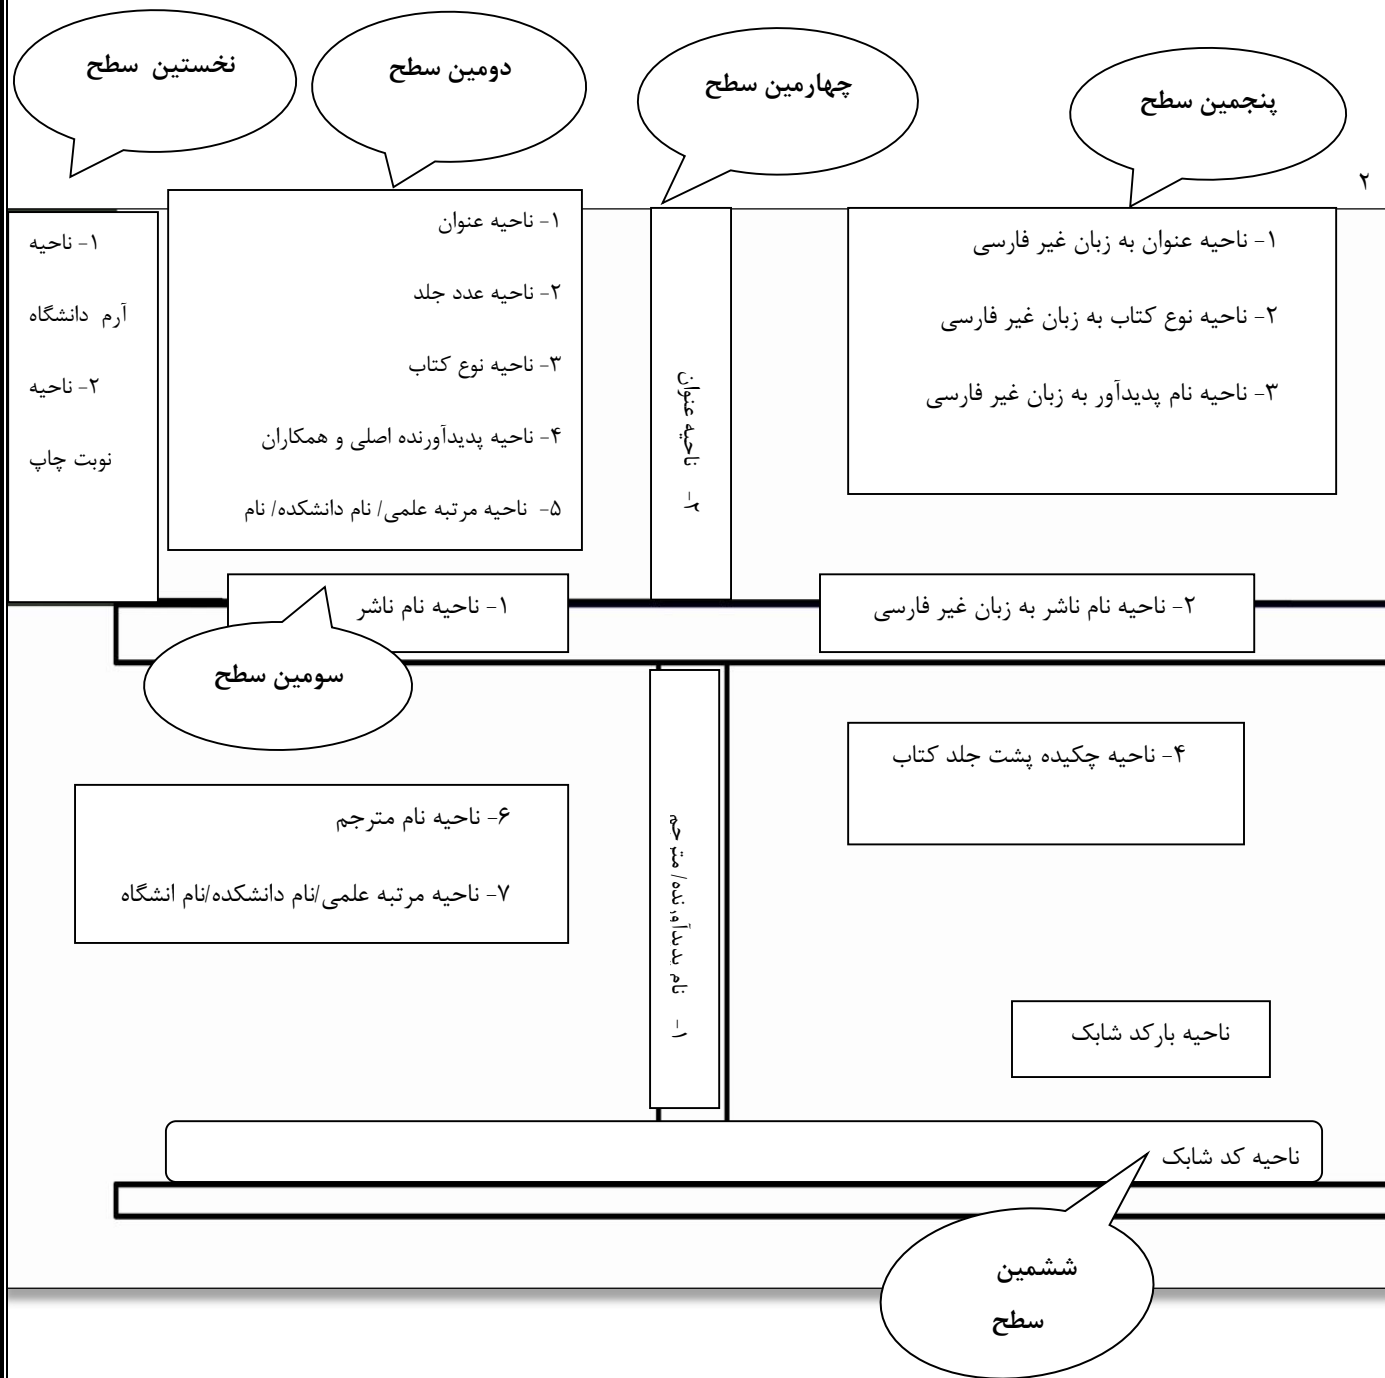 نخستین سطح
دومین سطح
چهارمین سطح
پنجمین سطح
۲
۱- ناحیه
آرم دانشگاه
۲- ناحیه
نوبت چاپ
۱- ناحیه عنوان
۲- ناحیه عدد جلد
۳- ناحیه نوع کتاب
۴- ناحیه پدیدآورنده اصلی و همکاران
۵- ناحیه مرتبه علمی/ نام دانشکده/ نام
۲- ناحیه عنوان
۱- ناحیه عنوان به زبان غیر فارسی
۲- ناحیه نوع کتاب به زبان غیر فارسی
۳- ناحیه نام پدیدآور به زبان غیر فارسی
۱- ناحیه نام ناشر
۲- ناحیه نام ناشر به زبان غیر فارسی
سومین سطح
۱- نام پدیدآورنده/ مترجم
۴- ناحیه چکیده پشت جلد کتاب
۶- ناحیه نام مترجم
۷- ناحیه مرتبه علمی/نام دانشکده/نام انشگاه
ناحیه بارکد شابک
ناحیه کد شابک
ششمین
سطح